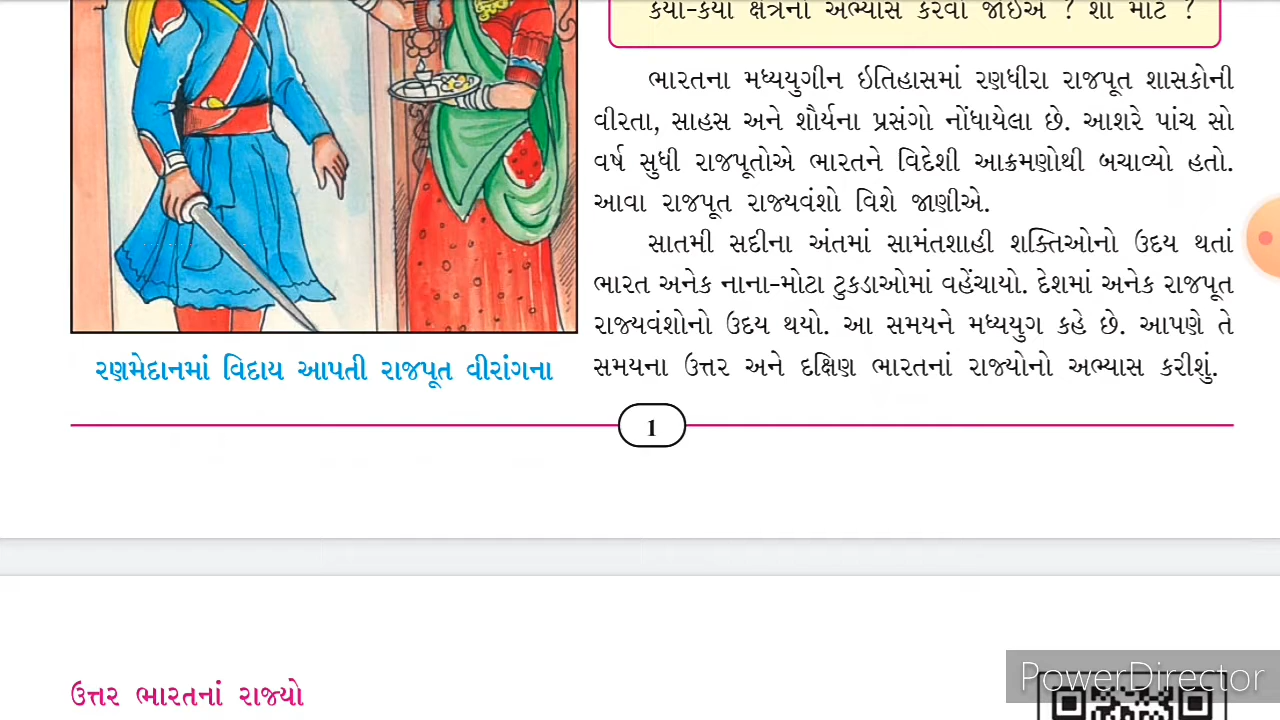 કયા-કયા ક્ષેત્રનો અભ્યાસ કરવો જોઇએ ? શા માટે ?
ભારતના મધ્યયુગીન ઇતિહાસમાં રણધીરા રાજપૂત શાસકોની
વીરતા, સાહસ અને શૌર્યના પ્રસંગો નોંધાયેલા છે. આશરે પાંચ સો
વર્ષ સુધી રાજપૂતોએ ભારતને વિદેશી આક્રમણોથી બચાવ્યો હતો.
આવા રાજપૂત રાજ્યવંશો વિશે જાણીએ.
સાતમી સદીના અંતમાં સામંતશાહી શક્તિઓનો ઉદય થતાં
ભારત અનેક નાના-મોટા ટુકડાઓમાં વહેંચાયો. દેશમાં અનેક રાજપૂત
રાજ્યવંશોનો ઉદય થયો. આ સમયને મધ્યયુગ કહે છે. આપણે તે
સમયના ઉત્તર અને દક્ષિણ ભારતનાં રાજ્યોનો અભ્યાસ કરીશું.
રણમેદાનમાં વિદાય આપતી રાજપૂત વીરાંગના
1
ઉત્તર ભારતનાં રાજ્યો
PowerDirector